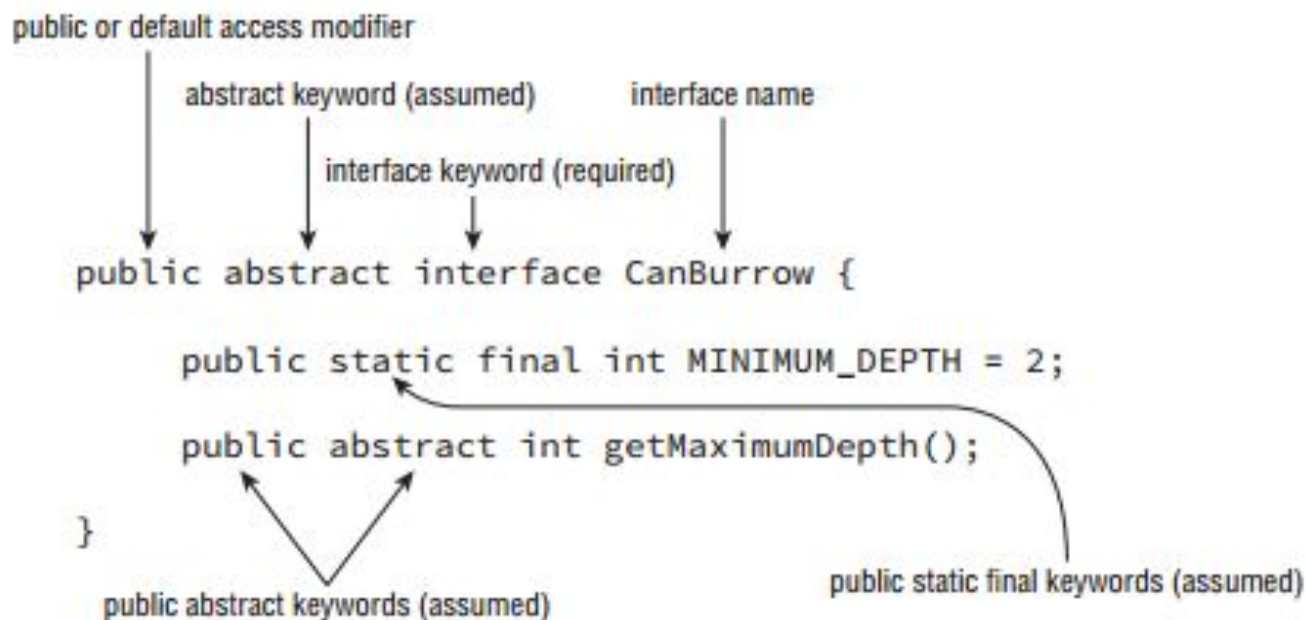 public or default access modifier
abstract keyword (assumed)
interface name
interface keyword (required)
public abstract interface CanBurrow {
public static final int MINIMUM_DEPTH = 2;
public abstract int getMaximumDepth();
}
public static final keywords (assumed)
public abstract keywords (assumed)